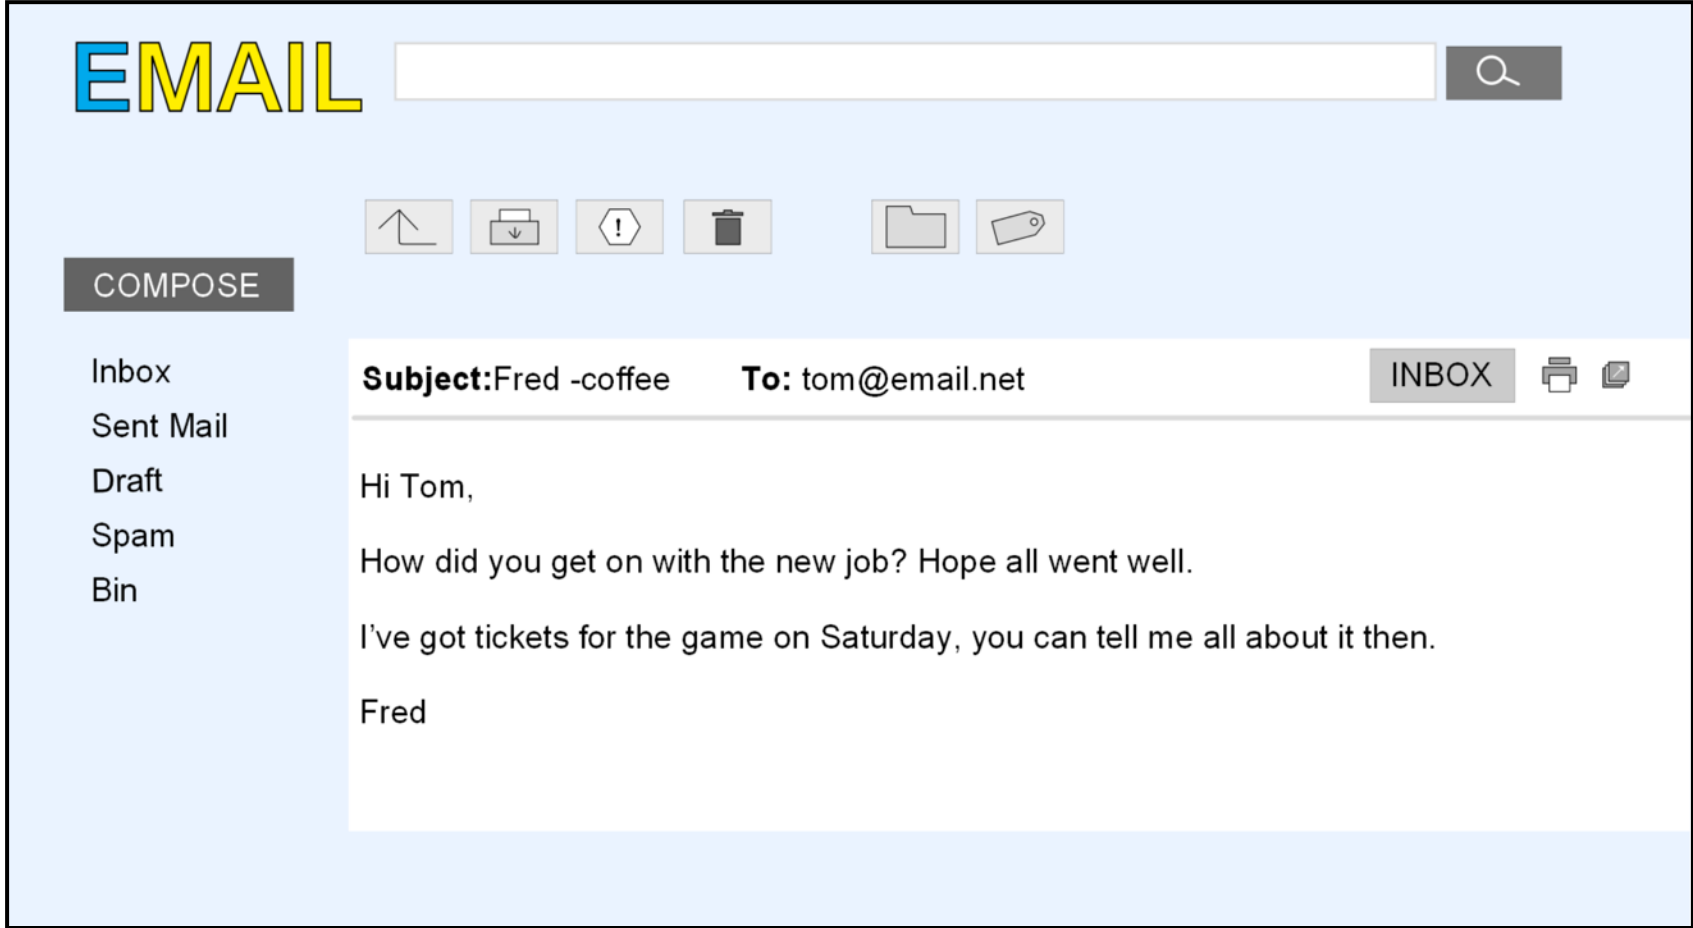 EMAIL
COMPOSE
Inbox
Sent Mail
Draft
Spam
Bin
Subject:Fred -coffee To: tom@email.net INBOX
Hi Tom,
How did you get on with the new job? Hope all went well.
I’ve got tickets for the game on Saturday, you can tell me all about it then.
Fred